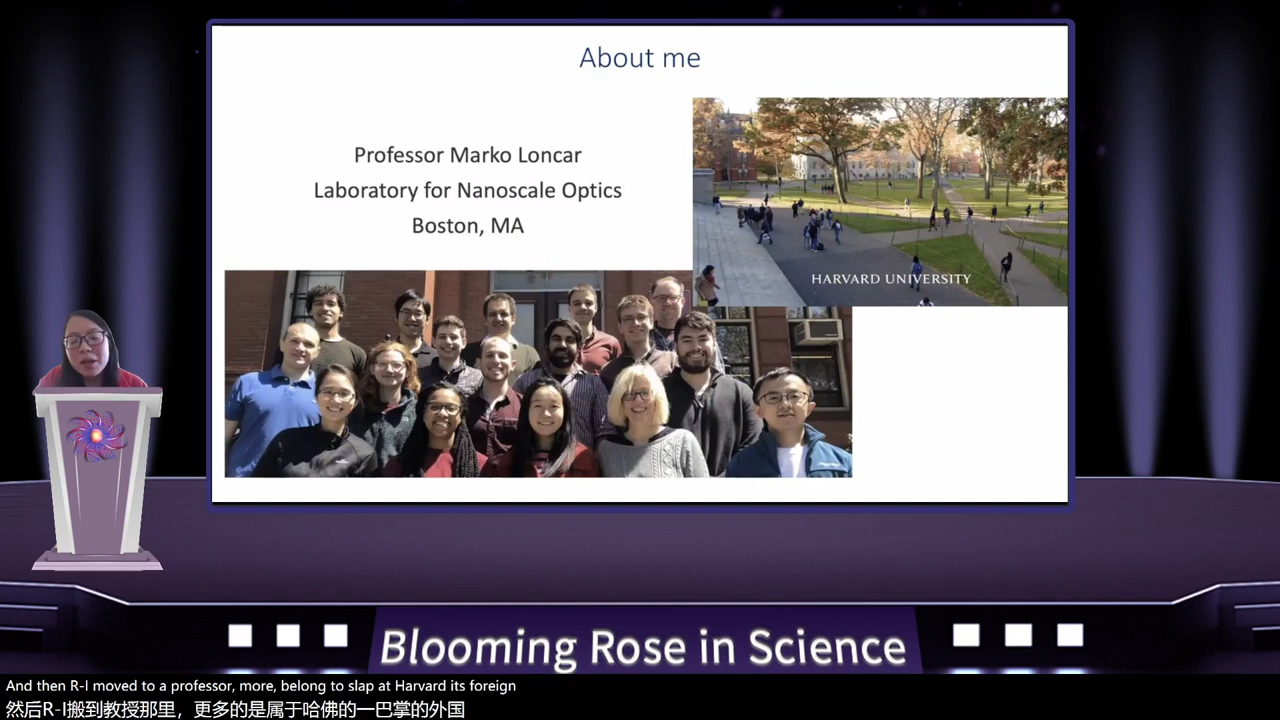 About me
Professor Marko Loncar
Laboratory for Nanoscale Optics
Boston, MA
HARVARD UNIVERSITY
Blooming Rose in Science
And then R-I moved to a professor, more, belong to slap at Harvard its foreign
然后R-I搬到教授那里，更多的是属于哈佛的一巴掌的外国